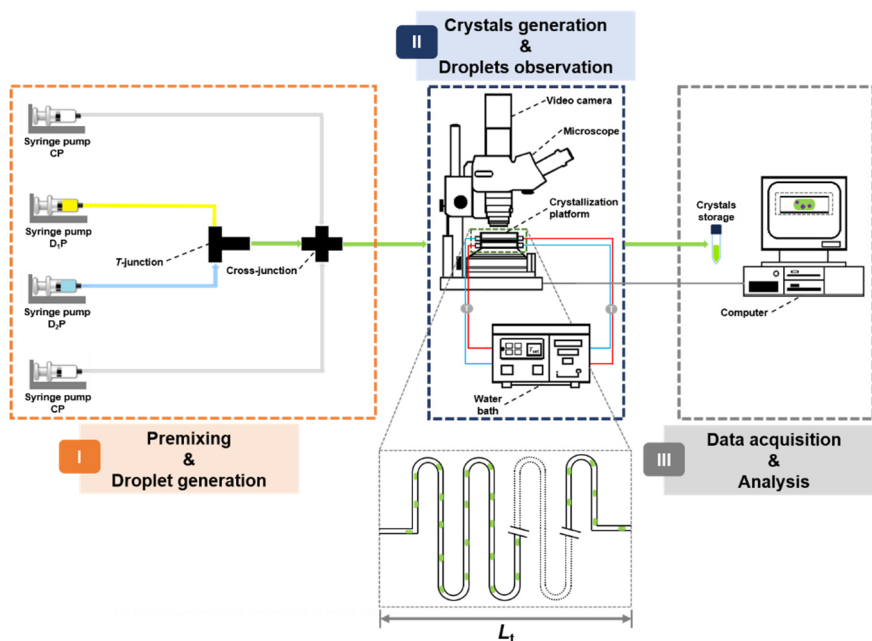 II
Crystals generation
&
Droplets observation
Syringe pump
CP
Syringe pump
D₁P
T-junction
Cross-junction
Syringe pump
D₂P
Syringe pump
CP
Video camera
Microscope
Crystallization
platform
T
T
T set
Water
bath
Crystals
storage
Computer
I
Premixing
&
Droplet generation
III
Data acquisition
&
Analysis
Lt